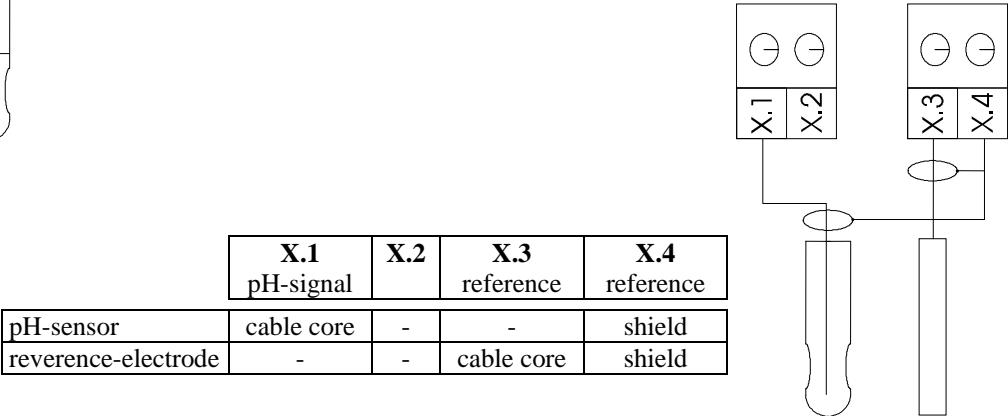 X.1 X.2 X.3 X.4
X.1 X.2 X.3 X.4
pH-signal reference reference
pH-sensor cable core - - shield
reverence-electrode - - cable core shield